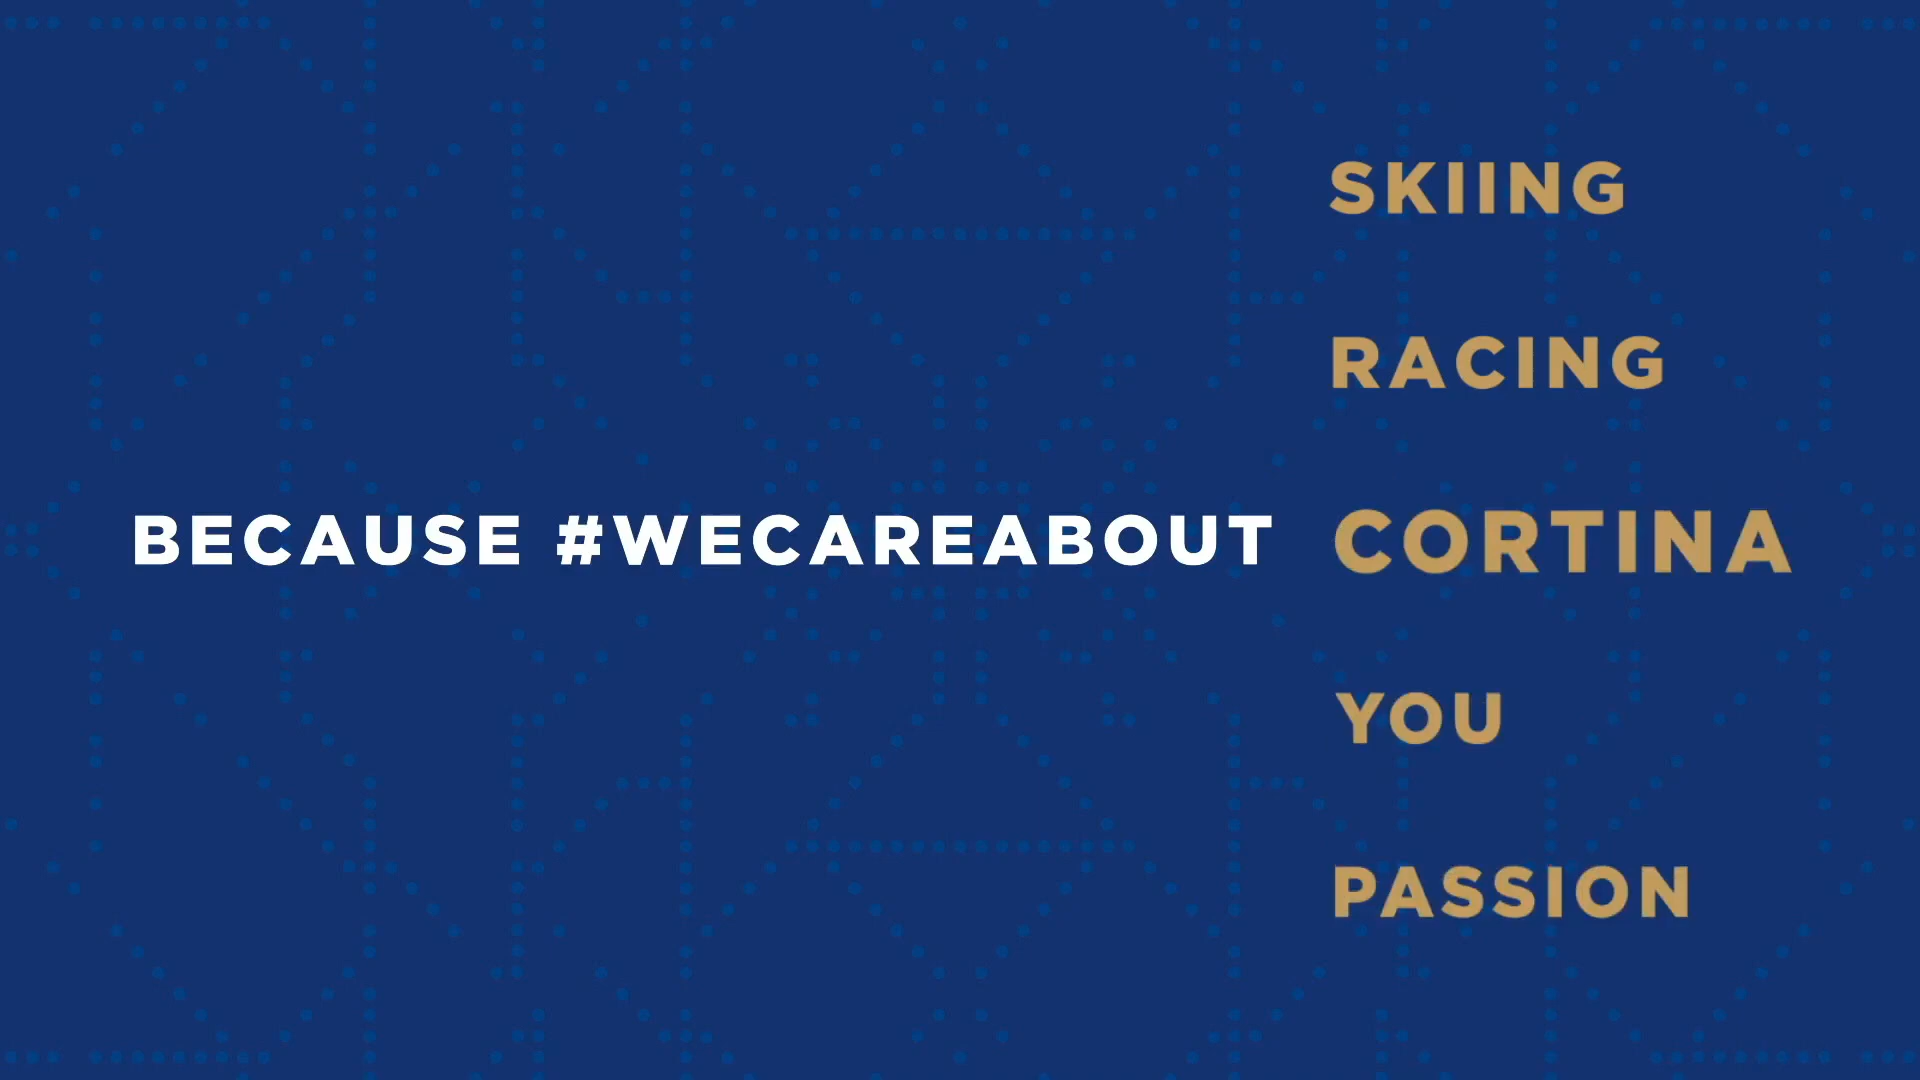 SKIING
RACING
BECAUSE #WECAREABOUT CORTINA
YOU
PASSION